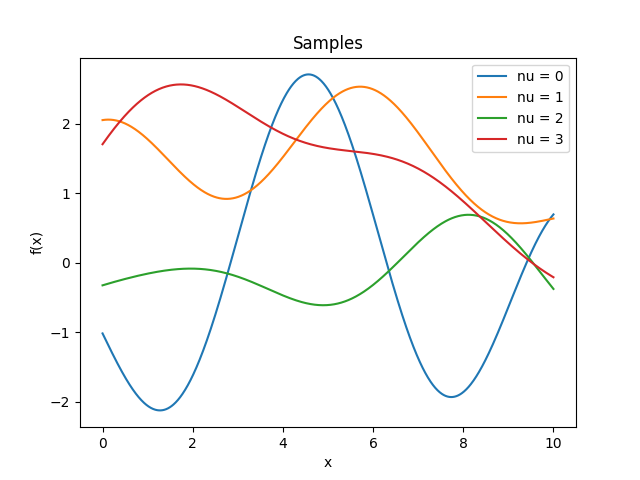 Samples
nu = 0
nu = 1
nu = 2
nu = 3
f(x)
2
1
0
−1
−2
0
2
4
6
8
10
x